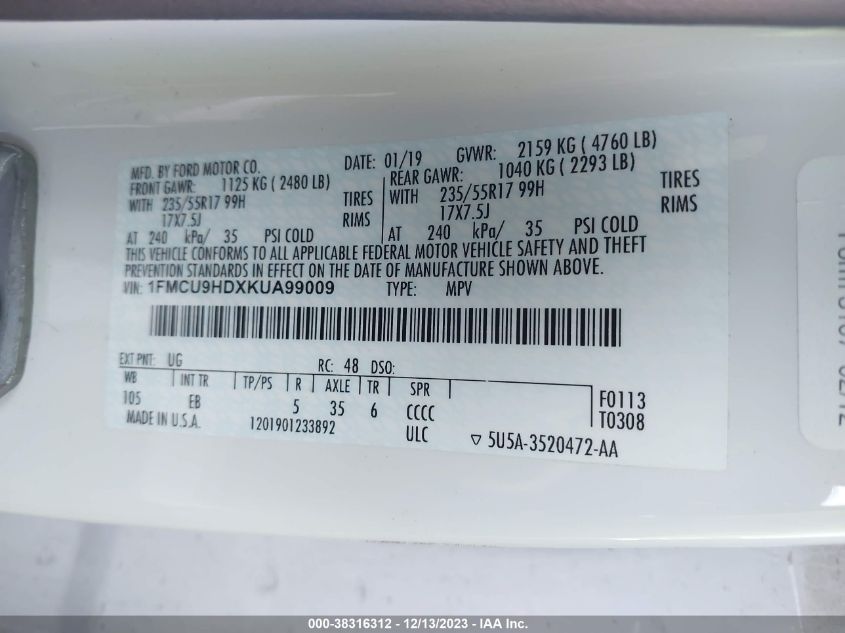 MFD. BY FORD MOTOR CO. DATE: 01/19 GVWR: 2159 KG ( 4760 LB)
FRONT GAWR: 1125 KG ( 2480 LB) REAR GAWR: 1040 KG ( 2293 LB)
WITH 235/55R17 99H TIRES WITH 235/55R17 99H TIRES
17X7.5J RIMS 17X7.5J RIMS
AT 240 kPa/ 35 PSI COLD AT 240 kPa/ 35 PSI COLD
THIS VEHICLE CONFORMS TO ALL APPLICABLE FEDERAL MOTOR VEHICLE SAFETY AND THEFT
PREVENTION STANDARDS IN EFFECT ON THE DATE OF MANUFACTURE SHOWN ABOVE.
VIN: 1FMCU9HDXKUA99009 TYPE: MPV
EXT PNT: UG RC: 48 DSO:
WB INT TR TP/PS R AXLE TR SPR
105 EB 5 35 6 CCCC F0113
MADE IN U.S.A. 1201901233892 ULC ▽ 5U5A-3520472-AA T0308
000-38316312 - 12/13/2023 - IAA Inc.